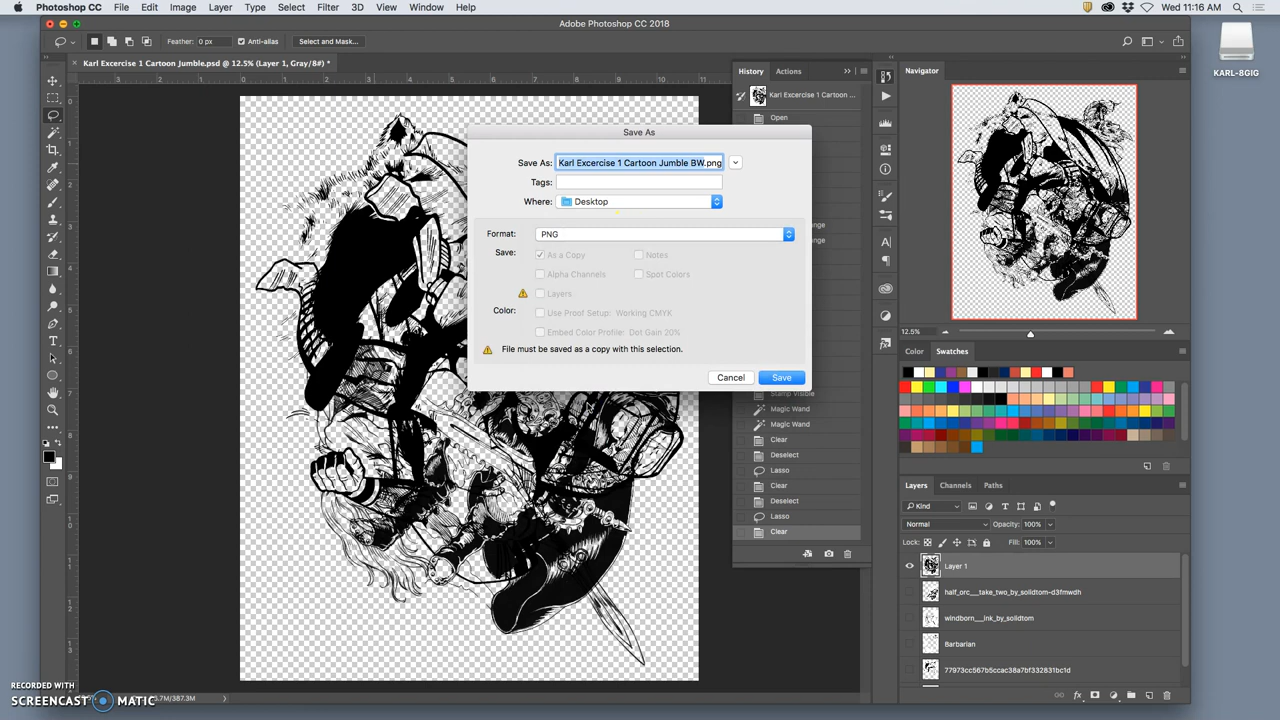 Photoshop CC File Edit Image Layer Type Select Filter 3D View Window Help
Wed 11:16 AM
Adobe Photoshop CC 2018
Feather: 0 px Anti-alias Select and Mask...
Karl Excercise 1 Cartoon Jumble.psd @ 12.5% (Layer 1, Gray/8) *
History Actions
Karl Excercise 1 Cartoon ...
Open
Save As
Save As: Karl Excercise 1 Cartoon Jumble BW.png
Tags:
Where: Desktop
Format: PNG
Save: As a Copy Notes
Alpha Channels Spot Colors
Layers
Color: Use Proof Setup: Working CMYK
Embed Color Profile: Dot Gain 20%
File must be saved as a copy with this selection.
Cancel Save
Stamp Visible
Magic Wand
Magic Wand
Clear
Deselect
Lasso
Clear
Deselect
Lasso
Clear
Navigator
12.5%
Color Swatches
Layers Channels Paths
Kind
Normal Opacity: 100%
Lock: Fill: 100%
Layer 1
half_orc__take_two_by_solidtom-d3fmwdh
windborn__ink_by_solidtom
Barbarian
77973cc567b5ccac38a7bf332831bc1d
KARL-8GIG
RECORDED WITH
SCREENCAST MATIC